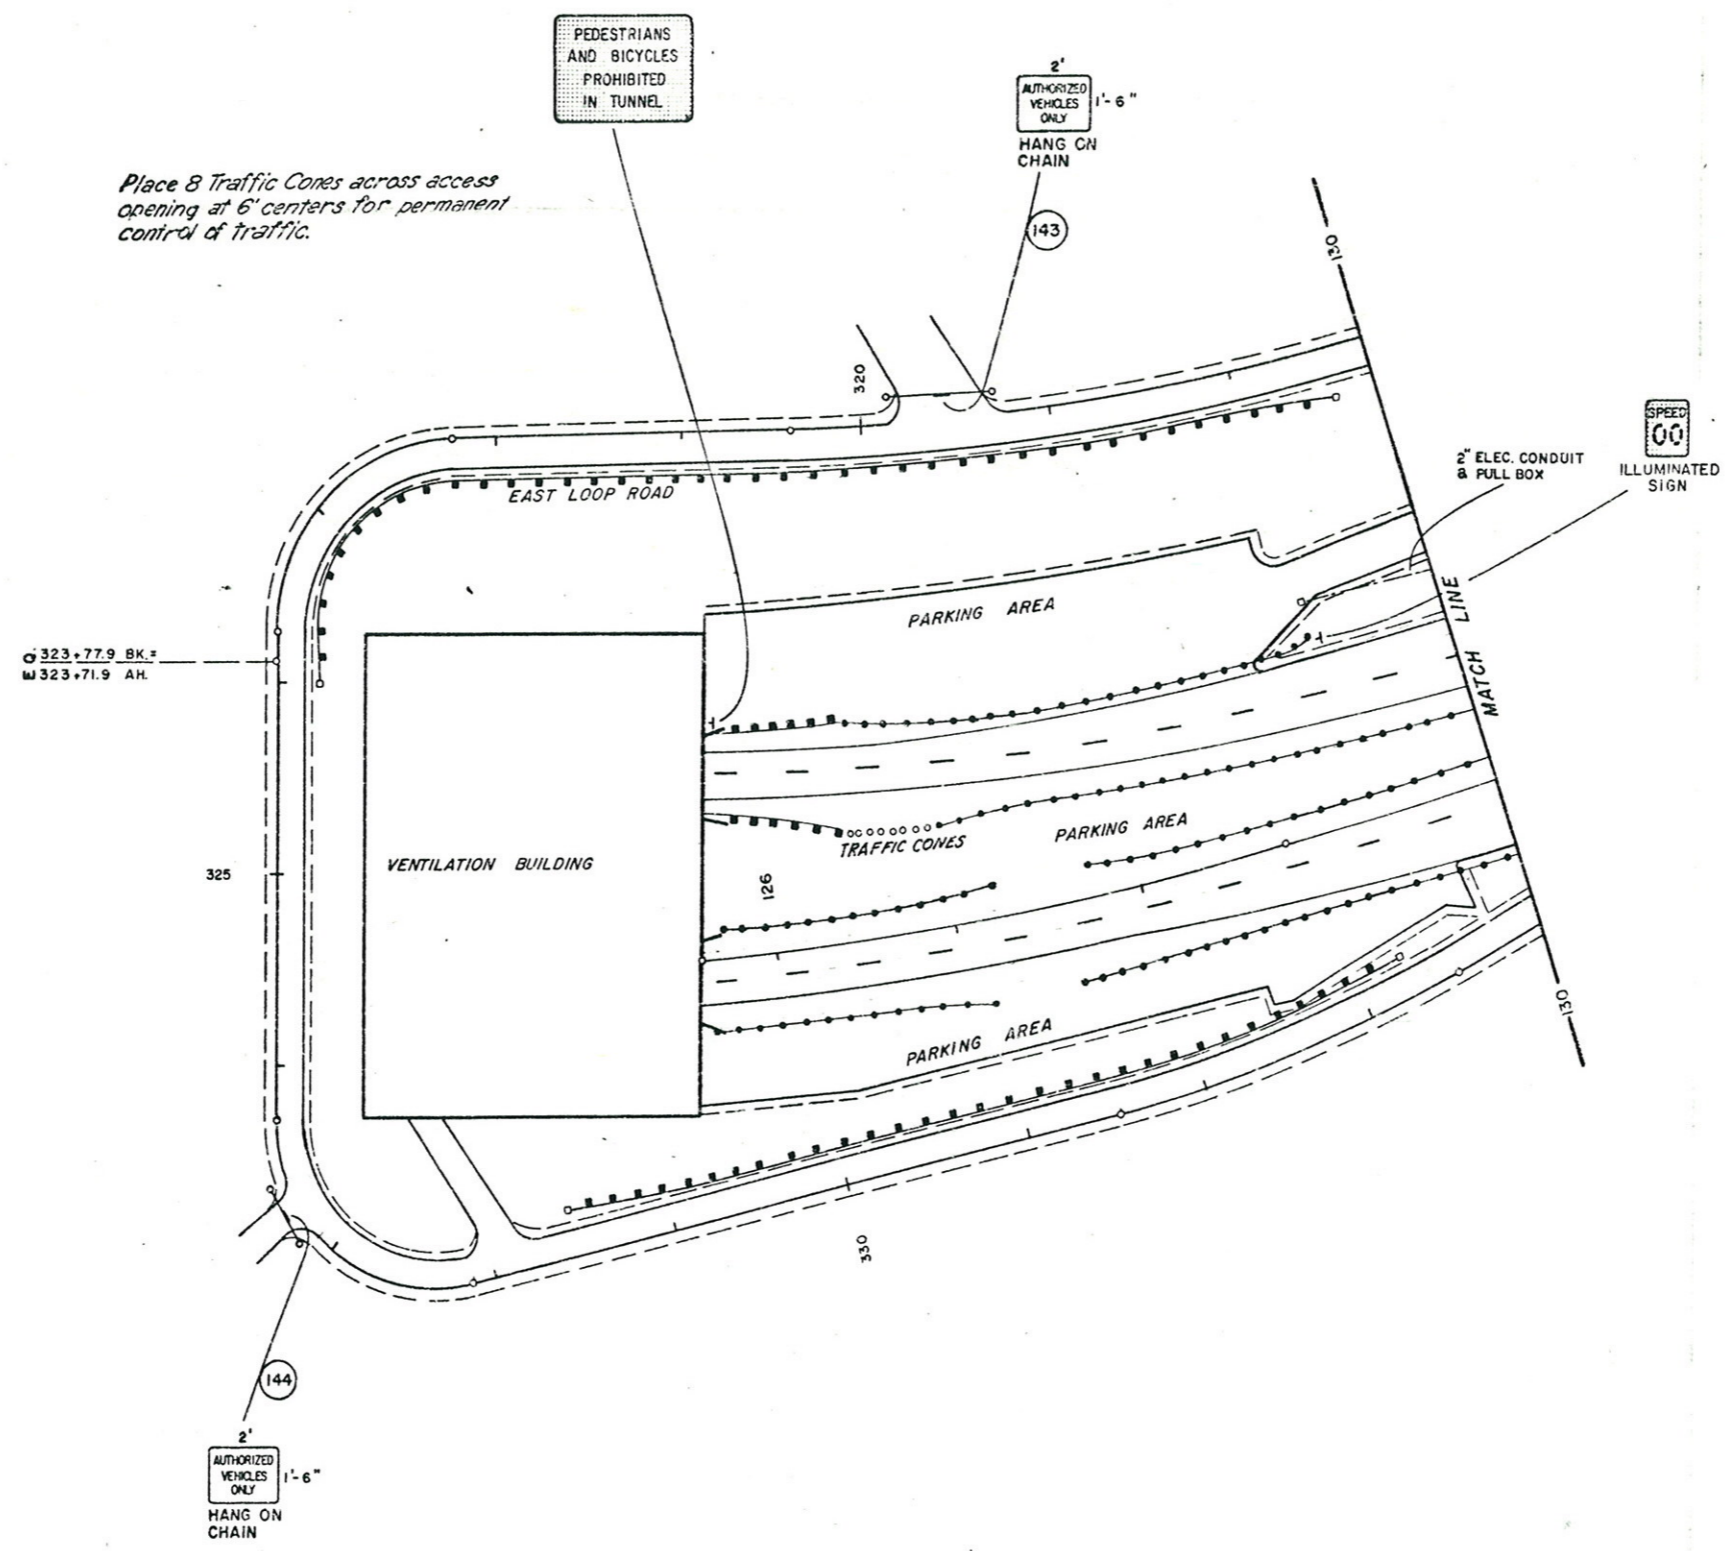 PEDESTRIANS
AND BICYCLES
PROHIBITED
IN TUNNEL
2'
AUTHORIZED
VEHICLES
ONLY
1'-6"
HANG ON
CHAIN
143
Place 8 Traffic Cones across access
opening at 6' centers for permanent
control of traffic.
130
320
SPEED
00
ILLUMINATED
SIGN
2" ELEC. CONDUIT
& PULL BOX
EAST LOOP ROAD
PARKING AREA
MATCH LINE
EQ. 323+77.9 BK.=
323+71.9 AH.
VENTILATION BUILDING
TRAFFIC CONES
PARKING AREA
325
126
PARKING AREA
130
330
144
2'
AUTHORIZED
VEHICLES
ONLY
1'-6"
HANG ON
CHAIN